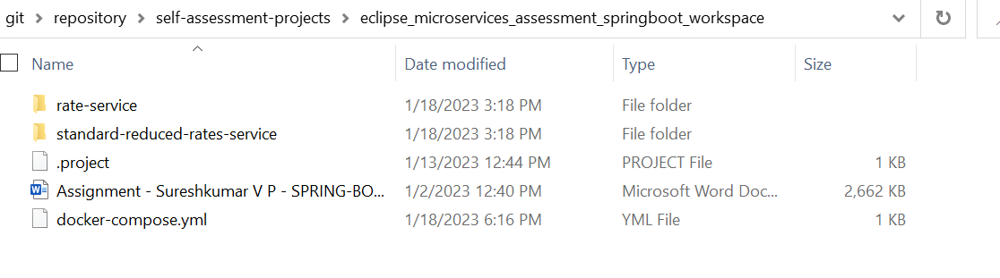 git > repository > self-assessment-projects > eclipse_microservices_assessment_springboot_workspace
Name Date modified Type Size
rate-service 1/18/2023 3:18 PM File folder
standard-reduced-rates-service 1/18/2023 3:18 PM File folder
.project 1/13/2023 12:44 PM PROJECT File 1 KB
Assignment - Sureshkumar V P - SPRING-BO... 1/2/2023 12:40 PM Microsoft Word Doc... 2,662 KB
docker-compose.yml 1/18/2023 6:16 PM YML File 1 KB